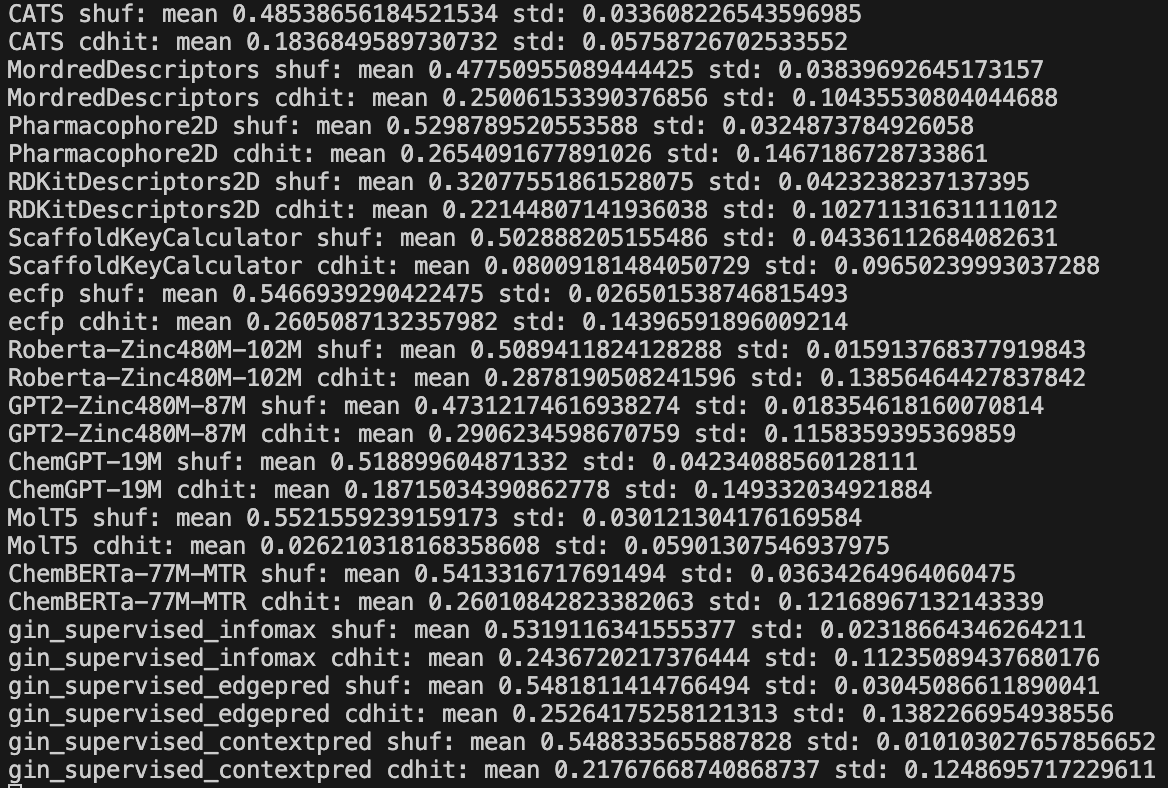 CATS shuf: mean 0.48538656184521534 std: 0.033608226543596985
CATS cdhit: mean 0.1836849589730732 std: 0.05758726702533552
MordredDescriptors shuf: mean 0.47750955089444425 std: 0.03839692645173157
MordredDescriptors cdhit: mean 0.25006153390376856 std: 0.10435530804044688
Pharmacophore2D shuf: mean 0.5298789520553588 std: 0.0324873784926058
Pharmacophore2D cdhit: mean 0.2654091677891026 std: 0.1467186728733861
RDKitDescriptors2D shuf: mean 0.32077551861528075 std: 0.04232382371377395
RDKitDescriptors2D cdhit: mean 0.22144807141936038 std: 0.10271131631111012
ScaffoldKeyCalculator shuf: mean 0.502888205155486 std: 0.04336112684082631
ScaffoldKeyCalculator cdhit: mean 0.08009181484050729 std: 0.09650239993037288
ecfp shuf: mean 0.5466939290422475 std: 0.026501538746815493
ecfp cdhit: mean 0.2605087132357982 std: 0.14396591896009214
Roberta-Zinc480M-102M shuf: mean 0.5089411824128288 std: 0.015913768377919843
Roberta-Zinc480M-102M cdhit: mean 0.2878190508241596 std: 0.13856464427837842
GPT2-Zinc480M-87M shuf: mean 0.47312174616938274 std: 0.018354618160070814
GPT2-Zinc480M-87M cdhit: mean 0.2906234598670759 std: 0.1158359395369859
ChemGPT-19M shuf: mean 0.518899604871332 std: 0.04234088560128111
ChemGPT-19M cdhit: mean 0.18715034390862778 std: 0.149332034921884
MolT5 shuf: mean 0.5521559239159173 std: 0.030121304176169584
MolT5 cdhit: mean 0.026210318168358608 std: 0.05901307546937975
ChemBERTa-77M-MTR shuf: mean 0.5413316717691494 std: 0.03634264964060475
ChemBERTa-77M-MTR cdhit: mean 0.26010842823382063 std: 0.12168967132143339
gin_supervised_infomax shuf: mean 0.5319116341555377 std: 0.02318664346264211
gin_supervised_infomax cdhit: mean 0.2436720217376444 std: 0.11235089437680176
gin_supervised_edgepred shuf: mean 0.5481811414766494 std: 0.03045086611890041
gin_supervised_edgepred cdhit: mean 0.25264175258121313 std: 0.1382266954938556
gin_supervised_contextpred shuf: mean 0.5488335655887828 std: 0.010103027657856652
gin_supervised_contextpred cdhit: mean 0.21767668740868737 std: 0.1248695717229611